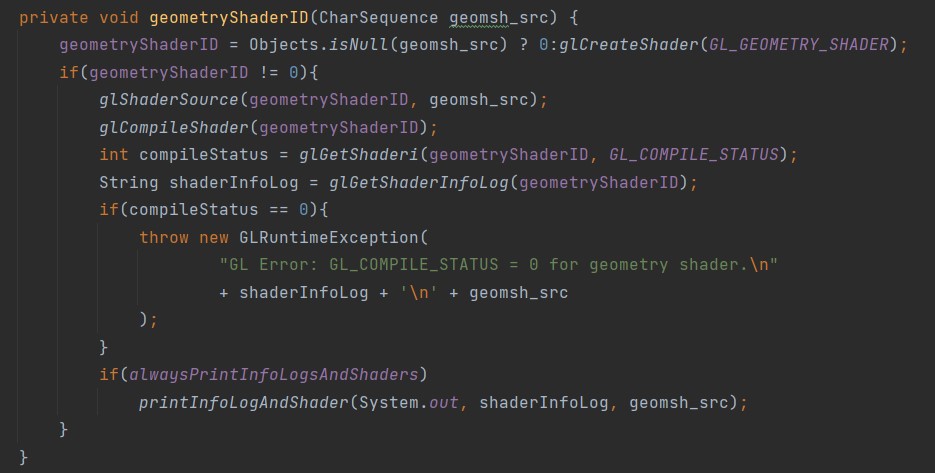 private void geometryShaderID(CharSequence geomsh_src) {
    geometryShaderID = Objects.isNull(geomsh_src) ? 0:glCreateShader(GL_GEOMETRY_SHADER);
    if(geometryShaderID != 0){
        glShaderSource(geometryShaderID, geomsh_src);
        glCompileShader(geometryShaderID);
        int compileStatus = glGetShaderi(geometryShaderID, GL_COMPILE_STATUS);
        String shaderInfoLog = glGetShaderInfoLog(geometryShaderID);
        if(compileStatus == 0){
            throw new GLRuntimeException(
                    "GL Error: GL_COMPILE_STATUS = 0 for geometry shader.\n"
                    + shaderInfoLog + '\n' + geomsh_src
            );
        }
        if(alwaysPrintInfoLogsAndShaders)
            printInfoLogAndShader(System.out, shaderInfoLog, geomsh_src);
    }
}